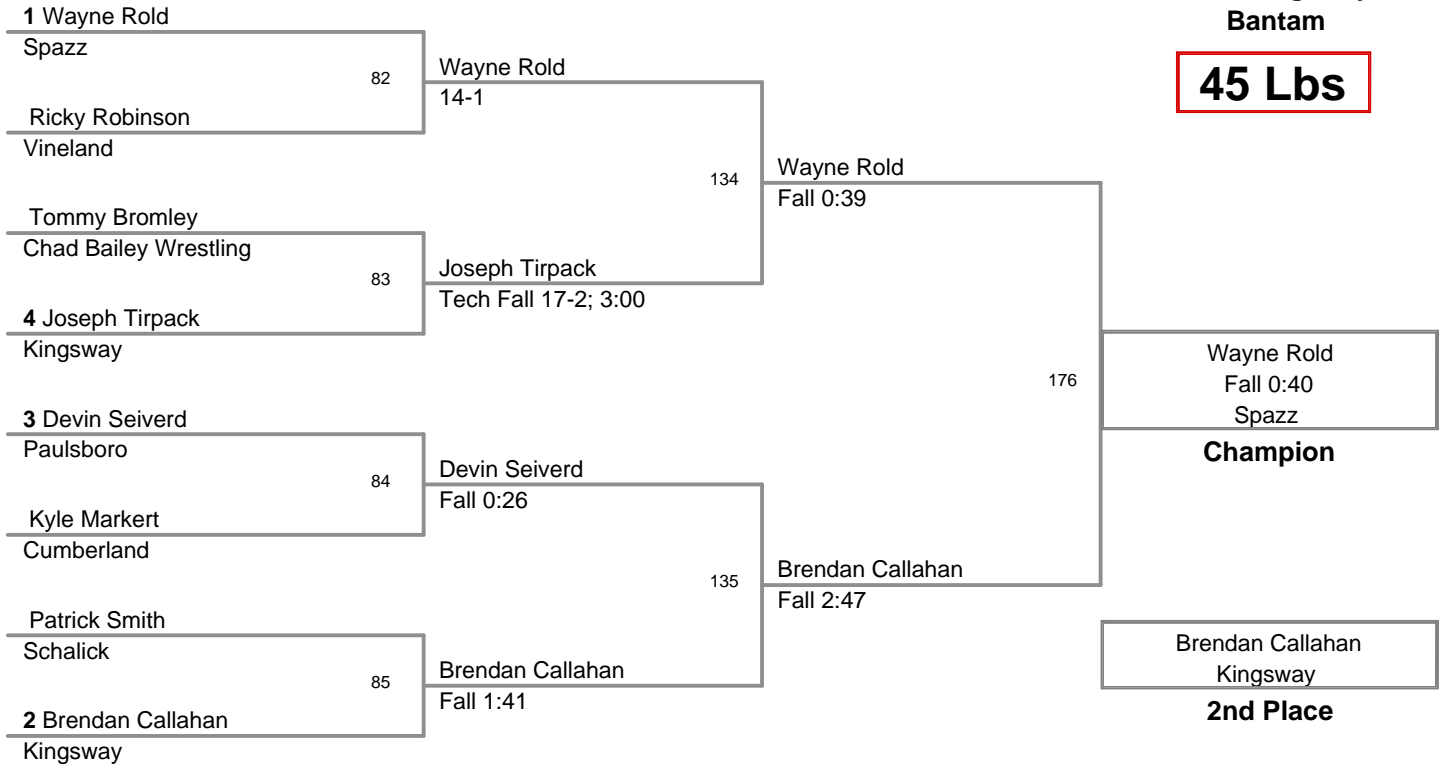 Bantam
45 Lbs
1 Wayne Rold
Spazz
82
Ricky Robinson
Vineland
Wayne Rold
14-1
Tommy Bromley
Chad Bailey Wrestling
83
4 Joseph Tirpack
Kingsway
Joseph Tirpack
Tech Fall 17-2; 3:00
134
Wayne Rold
Fall 0:39
3 Devin Seiverd
Paulsboro
84
Kyle Markert
Cumberland
Devin Seiverd
Fall 0:26
Patrick Smith
Schalick
85
2 Brendan Callahan
Kingsway
Brendan Callahan
Fall 1:41
135
Brendan Callahan
Fall 2:47
176
Wayne Rold
Fall 0:40
Spazz
Champion
Brendan Callahan
Kingsway
2nd Place